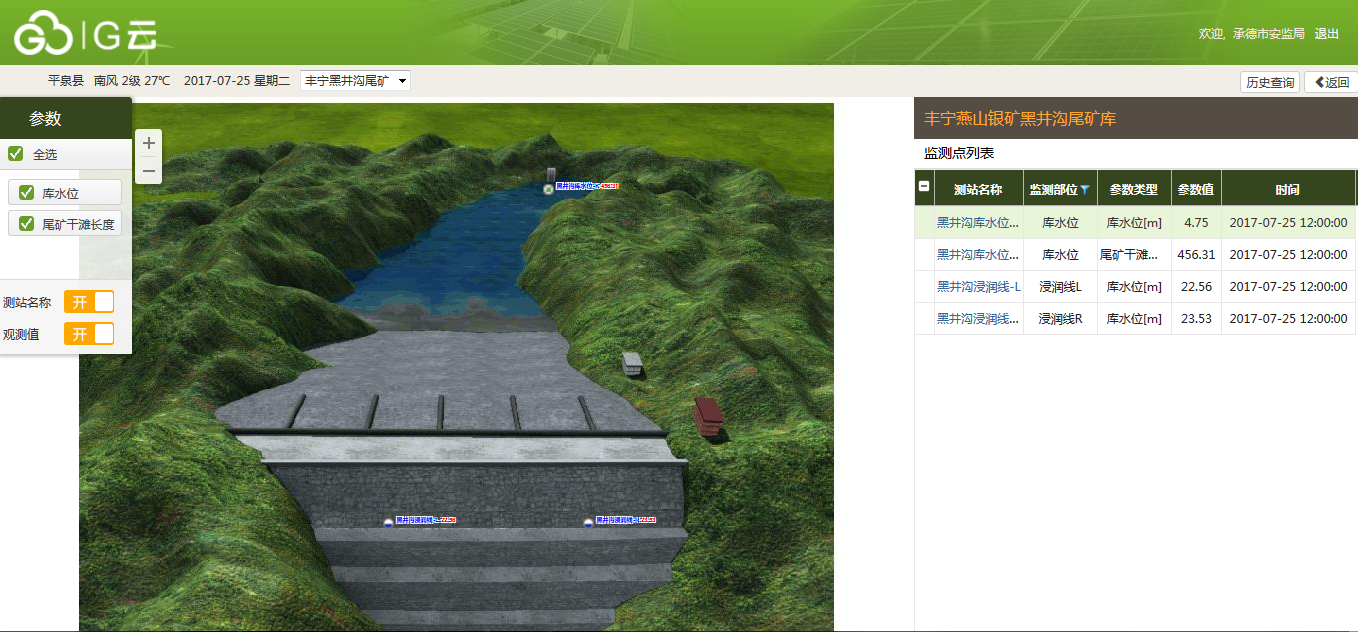 IG云
欢迎, 承德市安监局 退出
平泉县 南风 2级 27℃ 2017-07-25 星期二 丰宁黑井沟尾矿
历史查询 返回
参数
全选
库水位
尾矿干滩长度
测站名称 开
观测值 开
丰宁燕山银矿黑井沟尾矿库
监测点列表
测站名称 监测部位 参数类型 参数值 时间
黑井沟库水位... 库水位 库水位[m] 4.75 2017-07-25 12:00:00
黑井沟库水位... 库水位 尾矿干滩... 456.31 2017-07-25 12:00:00
黑井沟浸润线-L 浸润线L 库水位[m] 22.56 2017-07-25 12:00:00
黑井沟浸润线... 浸润线R 库水位[m] 23.53 2017-07-25 12:00:00